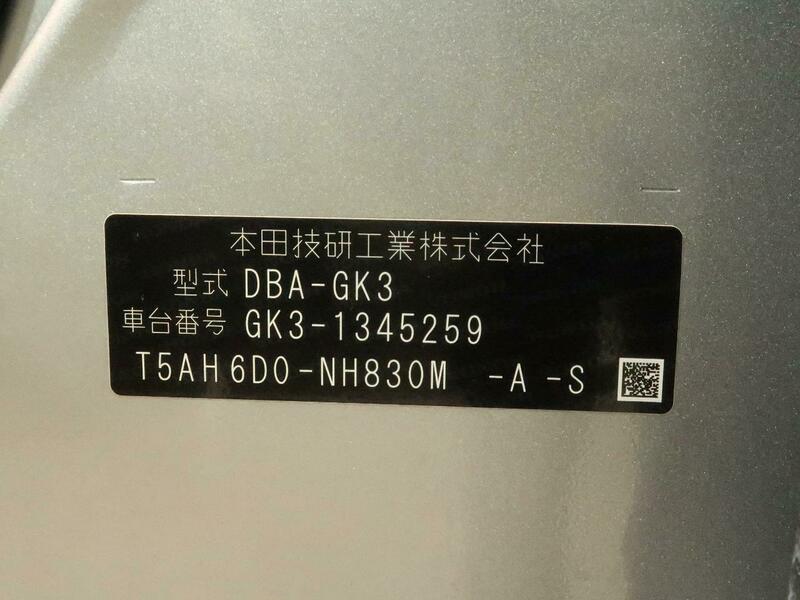 本田技研工業株式会社
型式 DBA-GK3
車台番号 GK3-1345259
T5AH6D0-NH830M -A -S